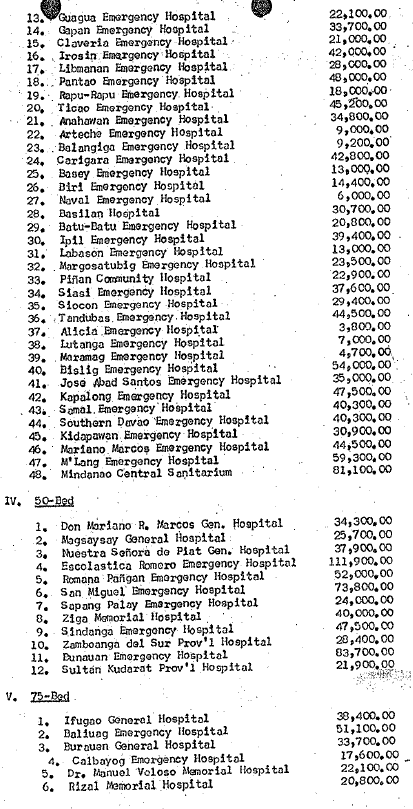 13. Guagua Emergency Hospital 22,100.00
14. Gapan Emergency Hospital 33,700.00
15. Claveria Emergency Hospital 21,000.00
16. Irosin Emergency Hospital 42,000.00
17. Libmanan Emergency Hospital 28,000.00
18. Pantao Emergency Hospital 48,000.00
19. Rapu-Rapu Emergency Hospital 18,000.00
20. Ticao Emergency Hospital 45,200.00
21. Anahawan Emergency Hospital 34,800.00
22. Arteche Emergency Hospital 9,000.00
23. Balangiga Emergency Hospital 9,200.00
24. Carigara Emergency Hospital 42,800.00
25. Basey Emergency Hospital 13,000.00
26. Biri Emergency Hospital 14,400.00
27. Naval Emergency Hospital 6,000.00
28. Basilan Hospital 30,700.00
29. Batu-Batu Emergency Hospital 20,800.00
30. Ipil Emergency Hospital 39,400.00
31. Labason Emergency Hospital 13,000.00
32. Margosatubig Emergency Hospital 23,500.00
33. Piñan Community Hospital 22,900.00
34. Siasi Emergency Hospital 37,600.00
35. Siocon Emergency Hospital 29,400.00
36. Tandubas Emergency Hospital 44,500.00
37. Alicia Emergency Hospital 3,800.00
38. Lutanga Emergency Hospital 7,000.00
39. Maramag Emergency Hospital 4,700.00
40. Bislig Emergency Hospital 54,000.00
41. José Abad Santos Emergency Hospital 35,000.00
42. Kapalong Emergency Hospital 47,500.00
43. Samal Emergency Hospital 40,300.00
44. Southern Davao Emergency Hospital 40,300.00
45. Kidapawan Emergency Hospital 30,900.00
46. Mariano Marcos Emergency Hospital 44,500.00
47. M'Lang Emergency Hospital 59,300.00
48. Mindanao Central Sanitarium 81,100.00
IV. 50-Bed
1. Don Mariano R. Marcos Gen. Hospital 34,300.00
2. Magsaysay General Hospital 25,700.00
3. Nuestra Señora de Piat Gen. Hospital 37,900.00
4. Escolastica Romero Emergency Hospital 111,900.00
5. Romana Pañgan Emergency Hospital 52,000.00
6. San Miguel Emergency Hospital 73,800.00
7. Sapang Palay Emergency Hospital 24,000.00
8. Ziga Memorial Hospital 40,000.00
9. Sindanga Emergency Hospital 47,500.00
10. Zamboanga del Sur Prov'l Hospital 28,400.00
11. Dunauan Emergency Hospital 83,700.00
12. Sultan Kudarat Prov'l Hospital 21,900.00
V. 75-Bed
1. Ifugao General Hospital 38,400.00
2. Baliuag Emergency Hospital 51,100.00
3. Burauen General Hospital 33,700.00
4. Calbayog Emergency Hospital 17,600.00
5. Dr. Manuel Veloso Memorial Hospital 22,100.00
6. Rizal Memorial Hospital 20,800.00